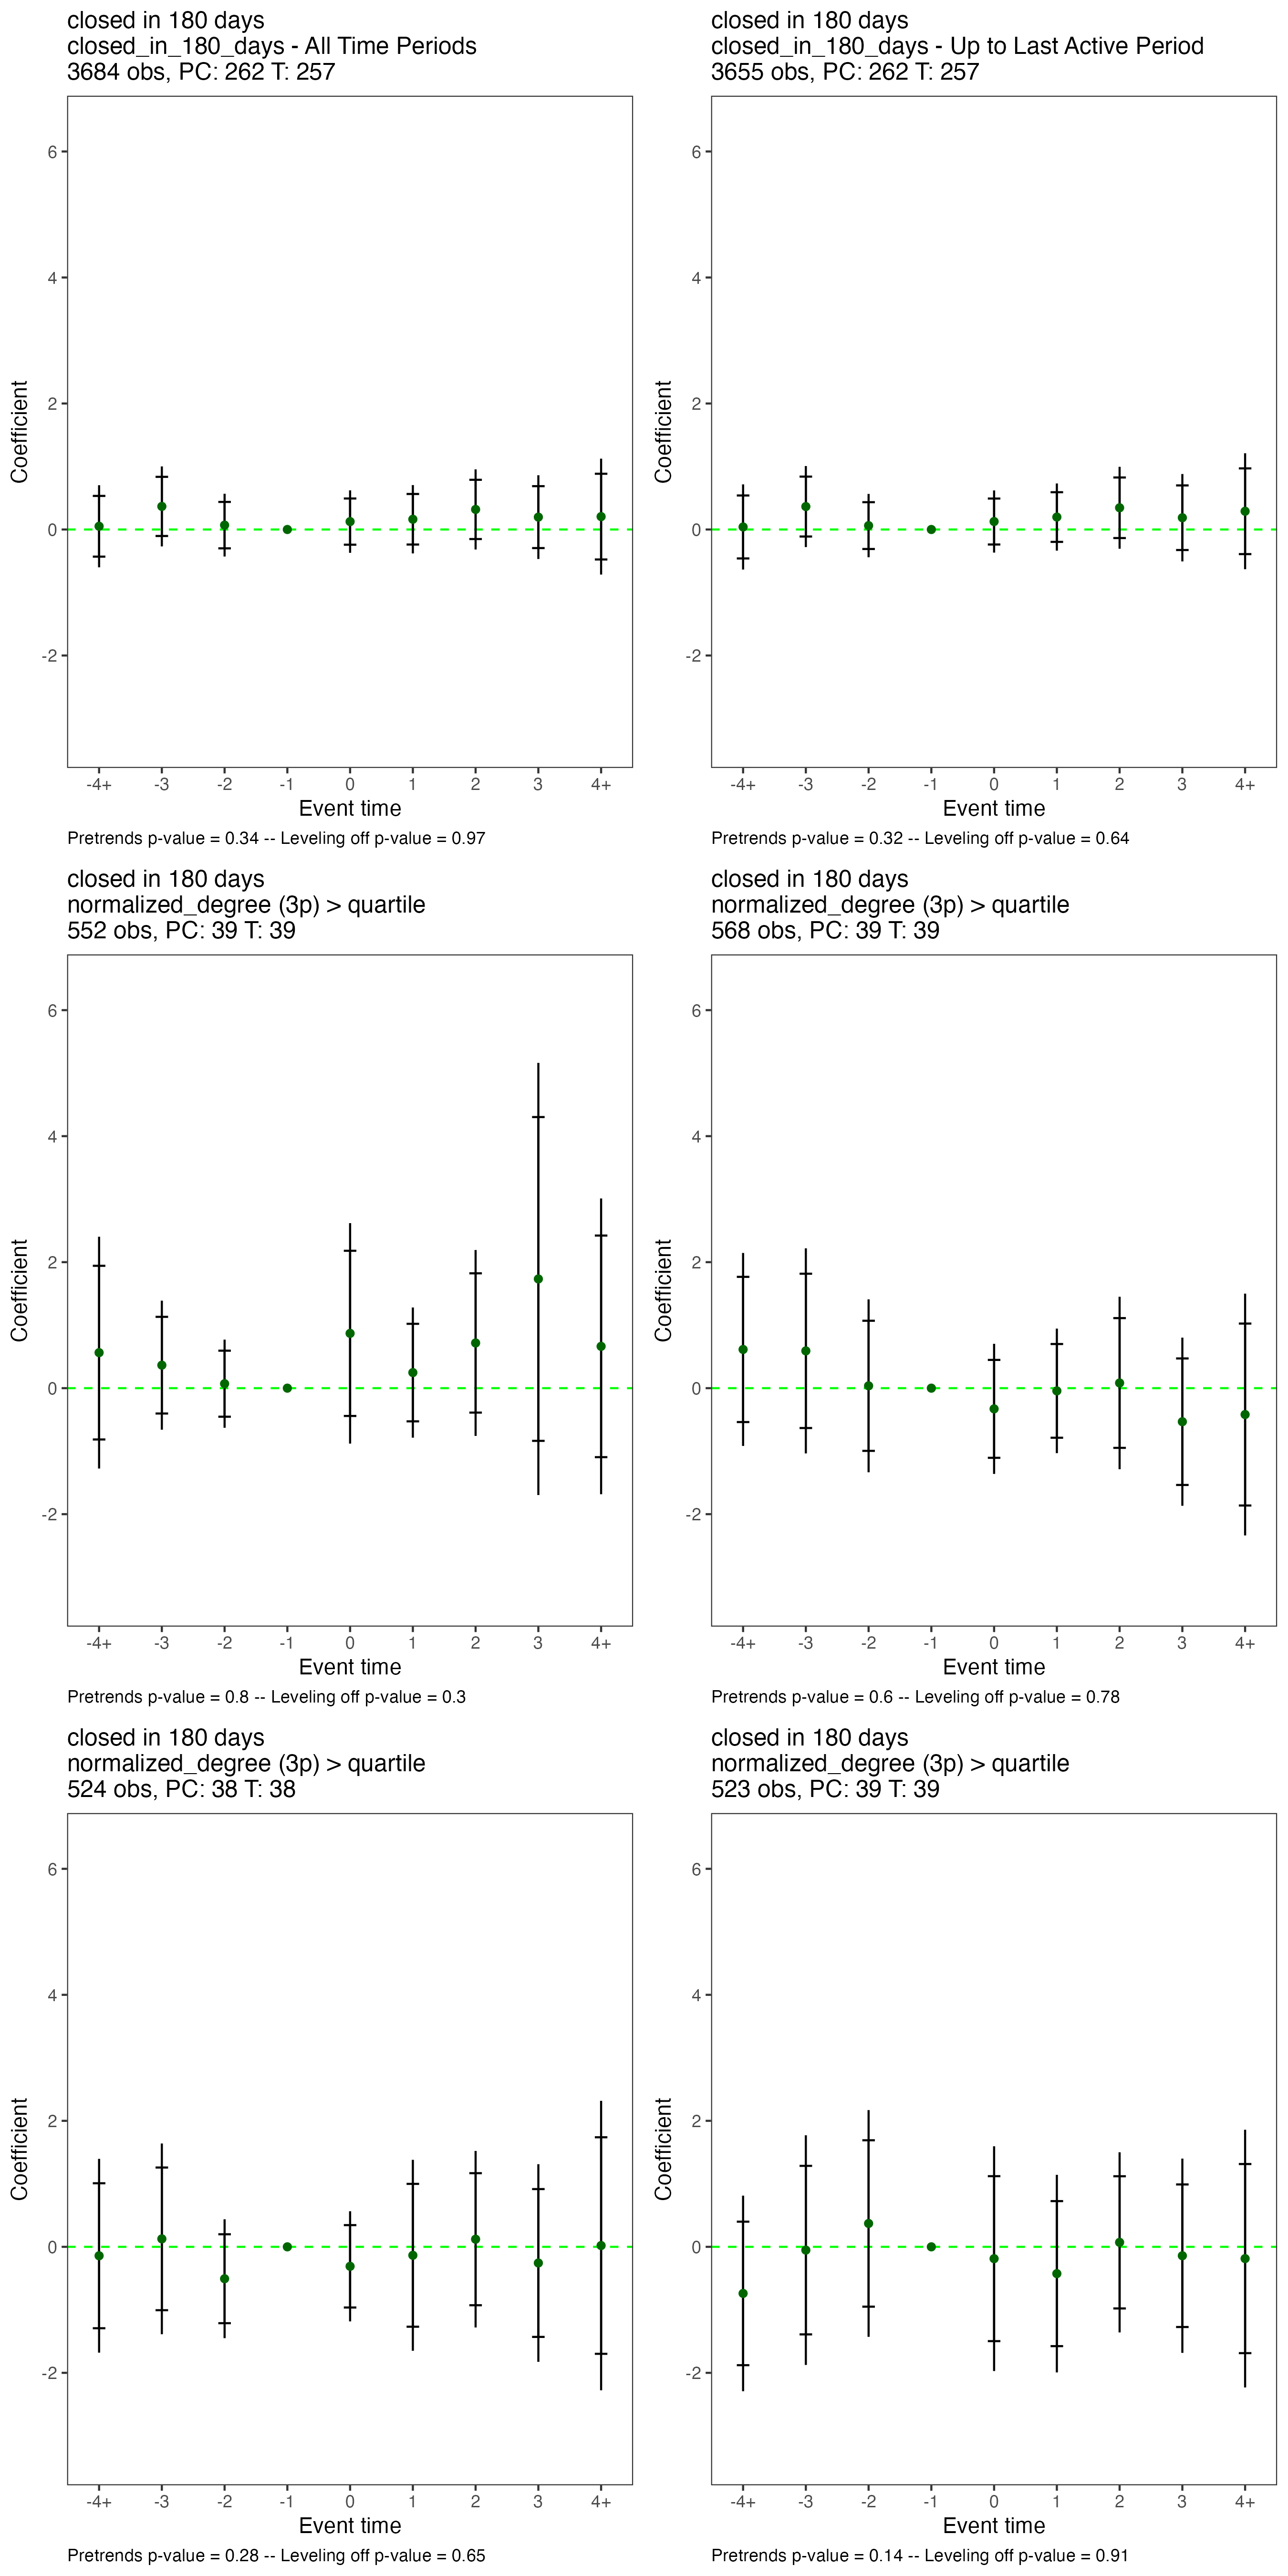 closed in 180 days
closed_in_180_days - All Time Periods
3684 obs, PC: 262 T: 257
6
4
2
0
-2
Coefficient
-4+ -3 -2 -1 0 1 2 3 4+
Event time
Pretrends p-value = 0.34 -- Leveling off p-value = 0.97
closed in 180 days
closed_in_180_days - Up to Last Active Period
3655 obs, PC: 262 T: 257
6
4
2
0
-2
Coefficient
-4+ -3 -2 -1 0 1 2 3 4+
Event time
Pretrends p-value = 0.32 -- Leveling off p-value = 0.64
closed in 180 days
normalized_degree (3p) > quartile
552 obs, PC: 39 T: 39
6
4
2
0
-2
Coefficient
-4+ -3 -2 -1 0 1 2 3 4+
Event time
Pretrends p-value = 0.8 -- Leveling off p-value = 0.3
closed in 180 days
normalized_degree (3p) > quartile
568 obs, PC: 39 T: 39
6
4
2
0
-2
Coefficient
-4+ -3 -2 -1 0 1 2 3 4+
Event time
Pretrends p-value = 0.6 -- Leveling off p-value = 0.78
closed in 180 days
normalized_degree (3p) > quartile
524 obs, PC: 38 T: 38
6
4
2
0
-2
Coefficient
-4+ -3 -2 -1 0 1 2 3 4+
Event time
Pretrends p-value = 0.28 -- Leveling off p-value = 0.65
closed in 180 days
normalized_degree (3p) > quartile
523 obs, PC: 39 T: 39
6
4
2
0
-2
Coefficient
-4+ -3 -2 -1 0 1 2 3 4+
Event time
Pretrends p-value = 0.14 -- Leveling off p-value = 0.91